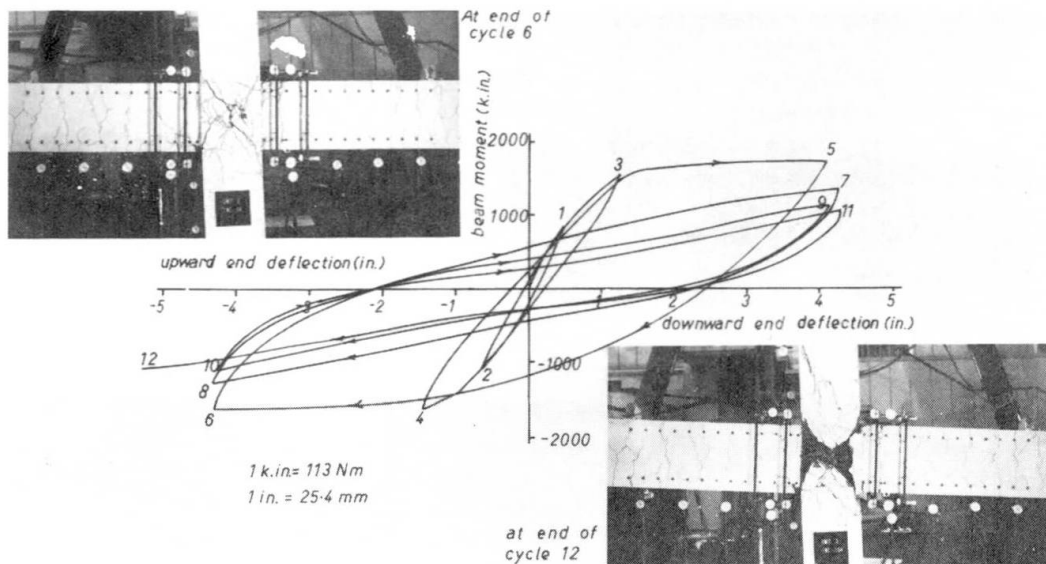 At end of
cycle 6
beam moment (k.in.)
2000
1000
-1000
-2000
upward end deflection (in.)
downward end deflection (in.)
-5
-4
-3
-2
-1
1
2
3
4
5
1
2
3
4
5
6
7
8
9
10
11
12
1 k.in. = 113 Nm
1 in. = 25·4 mm
at end of
cycle 12